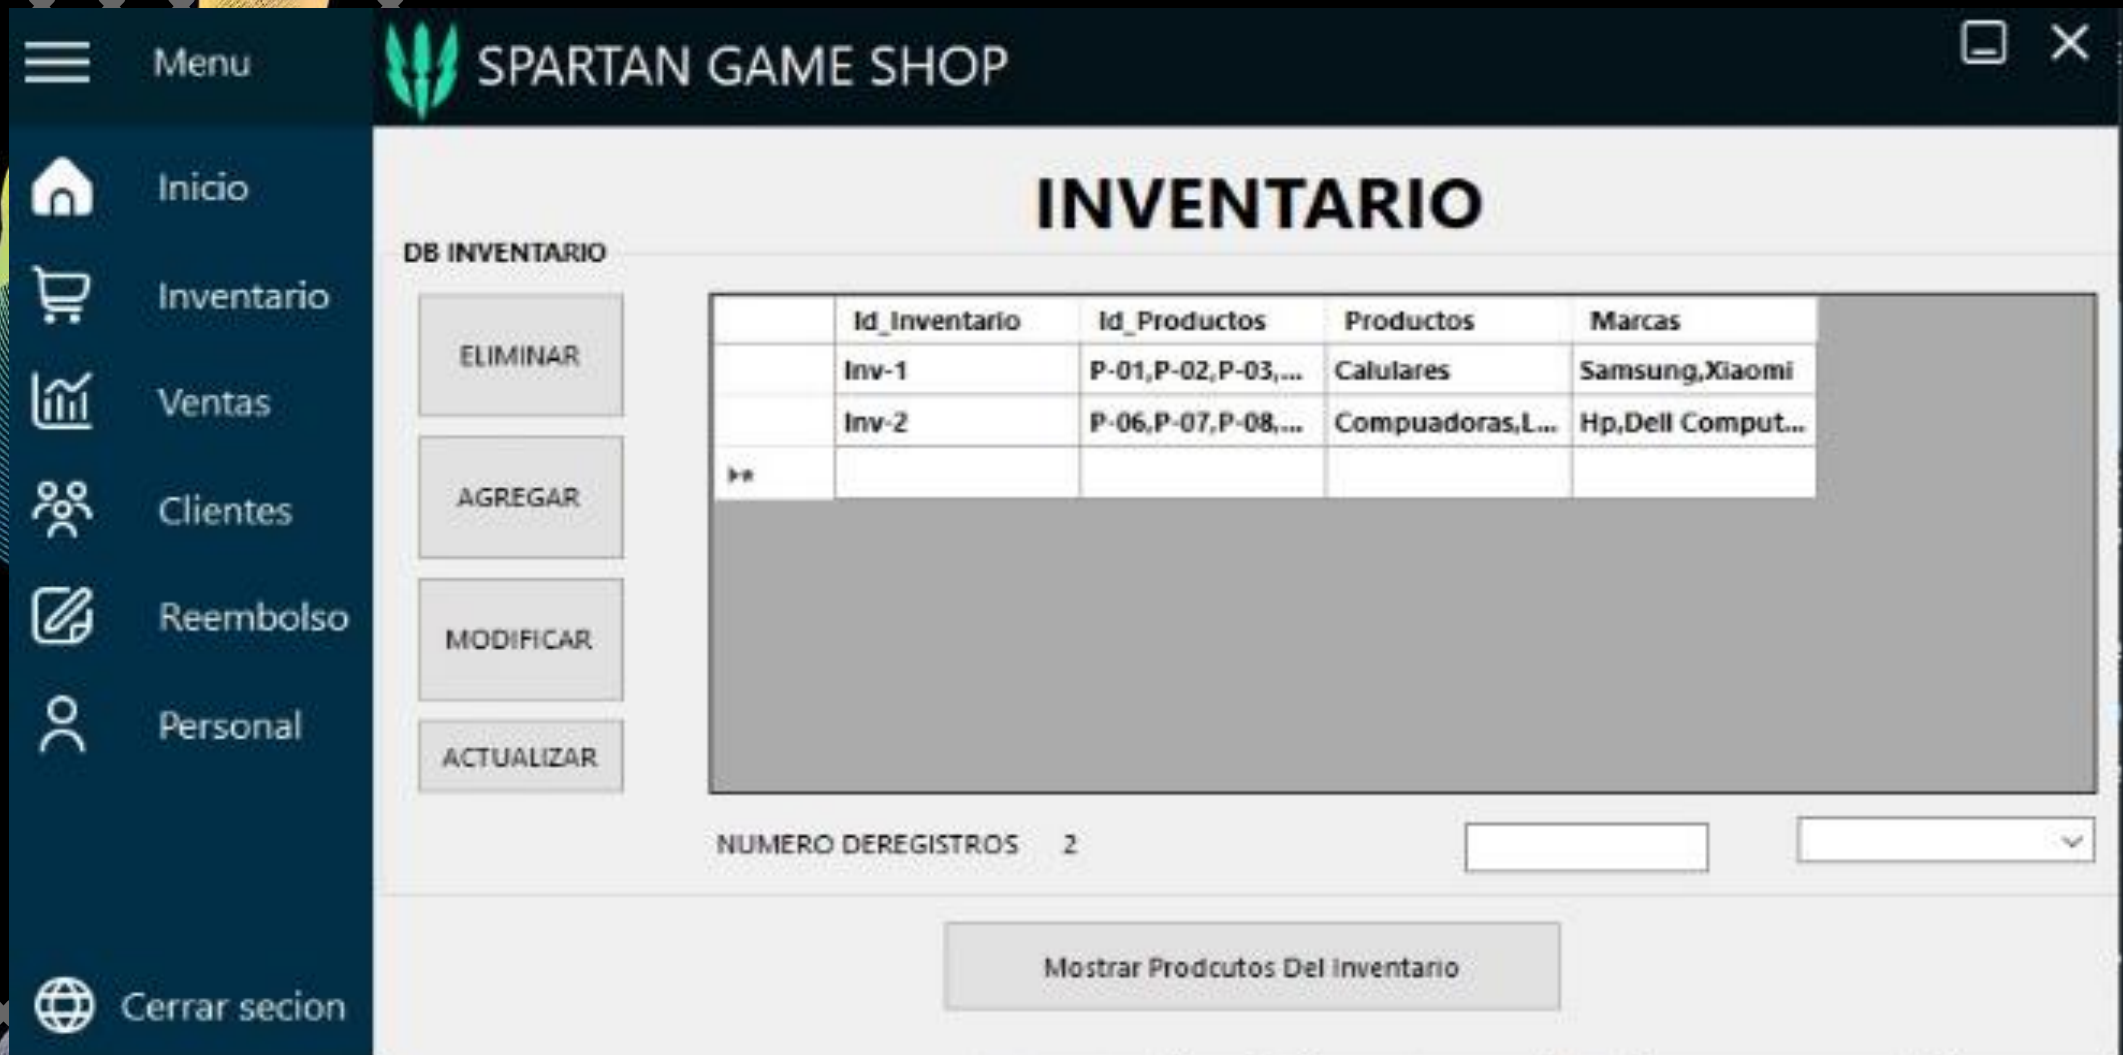 Menu
SPARTAN GAME SHOP
Inicio
Inventario
Ventas
Clientes
Reembolso
Personal
Cerrar secion
INVENTARIO
DB INVENTARIO
ELIMINAR
AGREGAR
MODIFICAR
ACTUALIZAR
Id_Inventario Id_Productos Productos Marcas
Inv-1 P-01,P-02,P-03,... Calulares Samsung,Xiaomi
Inv-2 P-06,P-07,P-08,... Compuadoras,L... Hp,Dell Comput...
NUMERO DEREGISTROS 2
Mostrar Prodcutos Del Inventario